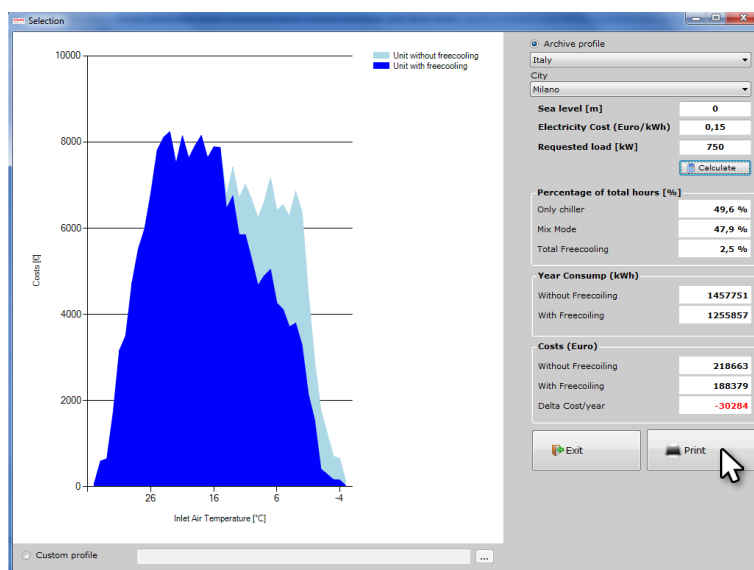 Selection
10000
8000
6000
4000
2000
0
Costs [€]
26
16
6
-4
Inlet Air Temperature [°C]
Unit without freecooling
Unit with freecooling
Archive profile
Italy
City
Milano
Sea level [m] 0
Electricity Cost (Euro/kWh) 0,15
Requested load [kW] 750
Calculate
Percentage of total hours [%]
Only chiller 49,6 %
Mix Mode 47,9 %
Total Freecooling 2,5 %
Year Consump (kWh)
Without Freecoiling 1457751
With Freecoiling 1255857
Costs (Euro)
Without Freecoiling 218663
With Freecoiling 188379
Delta Cost/year -30284
Exit
Print
Custom profile
...